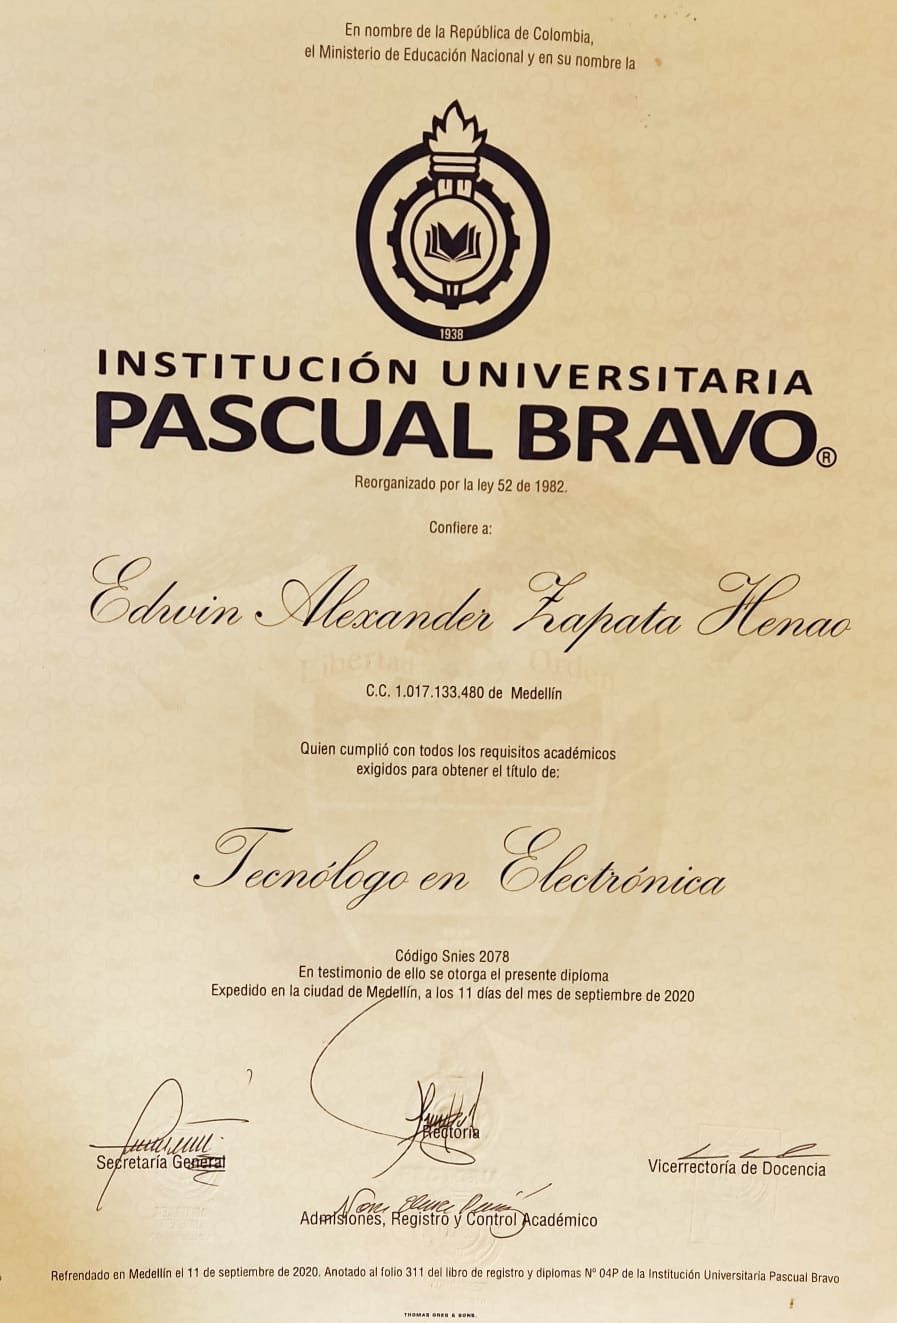 En nombre de la República de Colombia,
el Ministerio de Educación Nacional y en su nombre la
1938
INSTITUCIÓN UNIVERSITARIA
PASCUAL BRAVO®
Reorganizado por la ley 52 de 1982.
Confiere a:
Edwin Alexander Zapata Henao
Libertad y Orden
C.C. 1.017.133.480 de Medellín
Quien cumplió con todos los requisitos académicos
exigidos para obtener el título de:
Tecnólogo en Electrónica
Código Snies 2078
En testimonio de ello se otorga el presente diploma
Expedido en la ciudad de Medellín, a los 11 días del mes de septiembre de 2020
Rectoría
Secretaría General
Vicerrectoría de Docencia
Admisiones, Registro y Control Académico
Refrendado en Medellín el 11 de septiembre de 2020. Anotado al folio 311 del libro de registro y diplomas Nº 04P de la Institución Universitaria Pascual Bravo
THOMAS GREG & SONS.